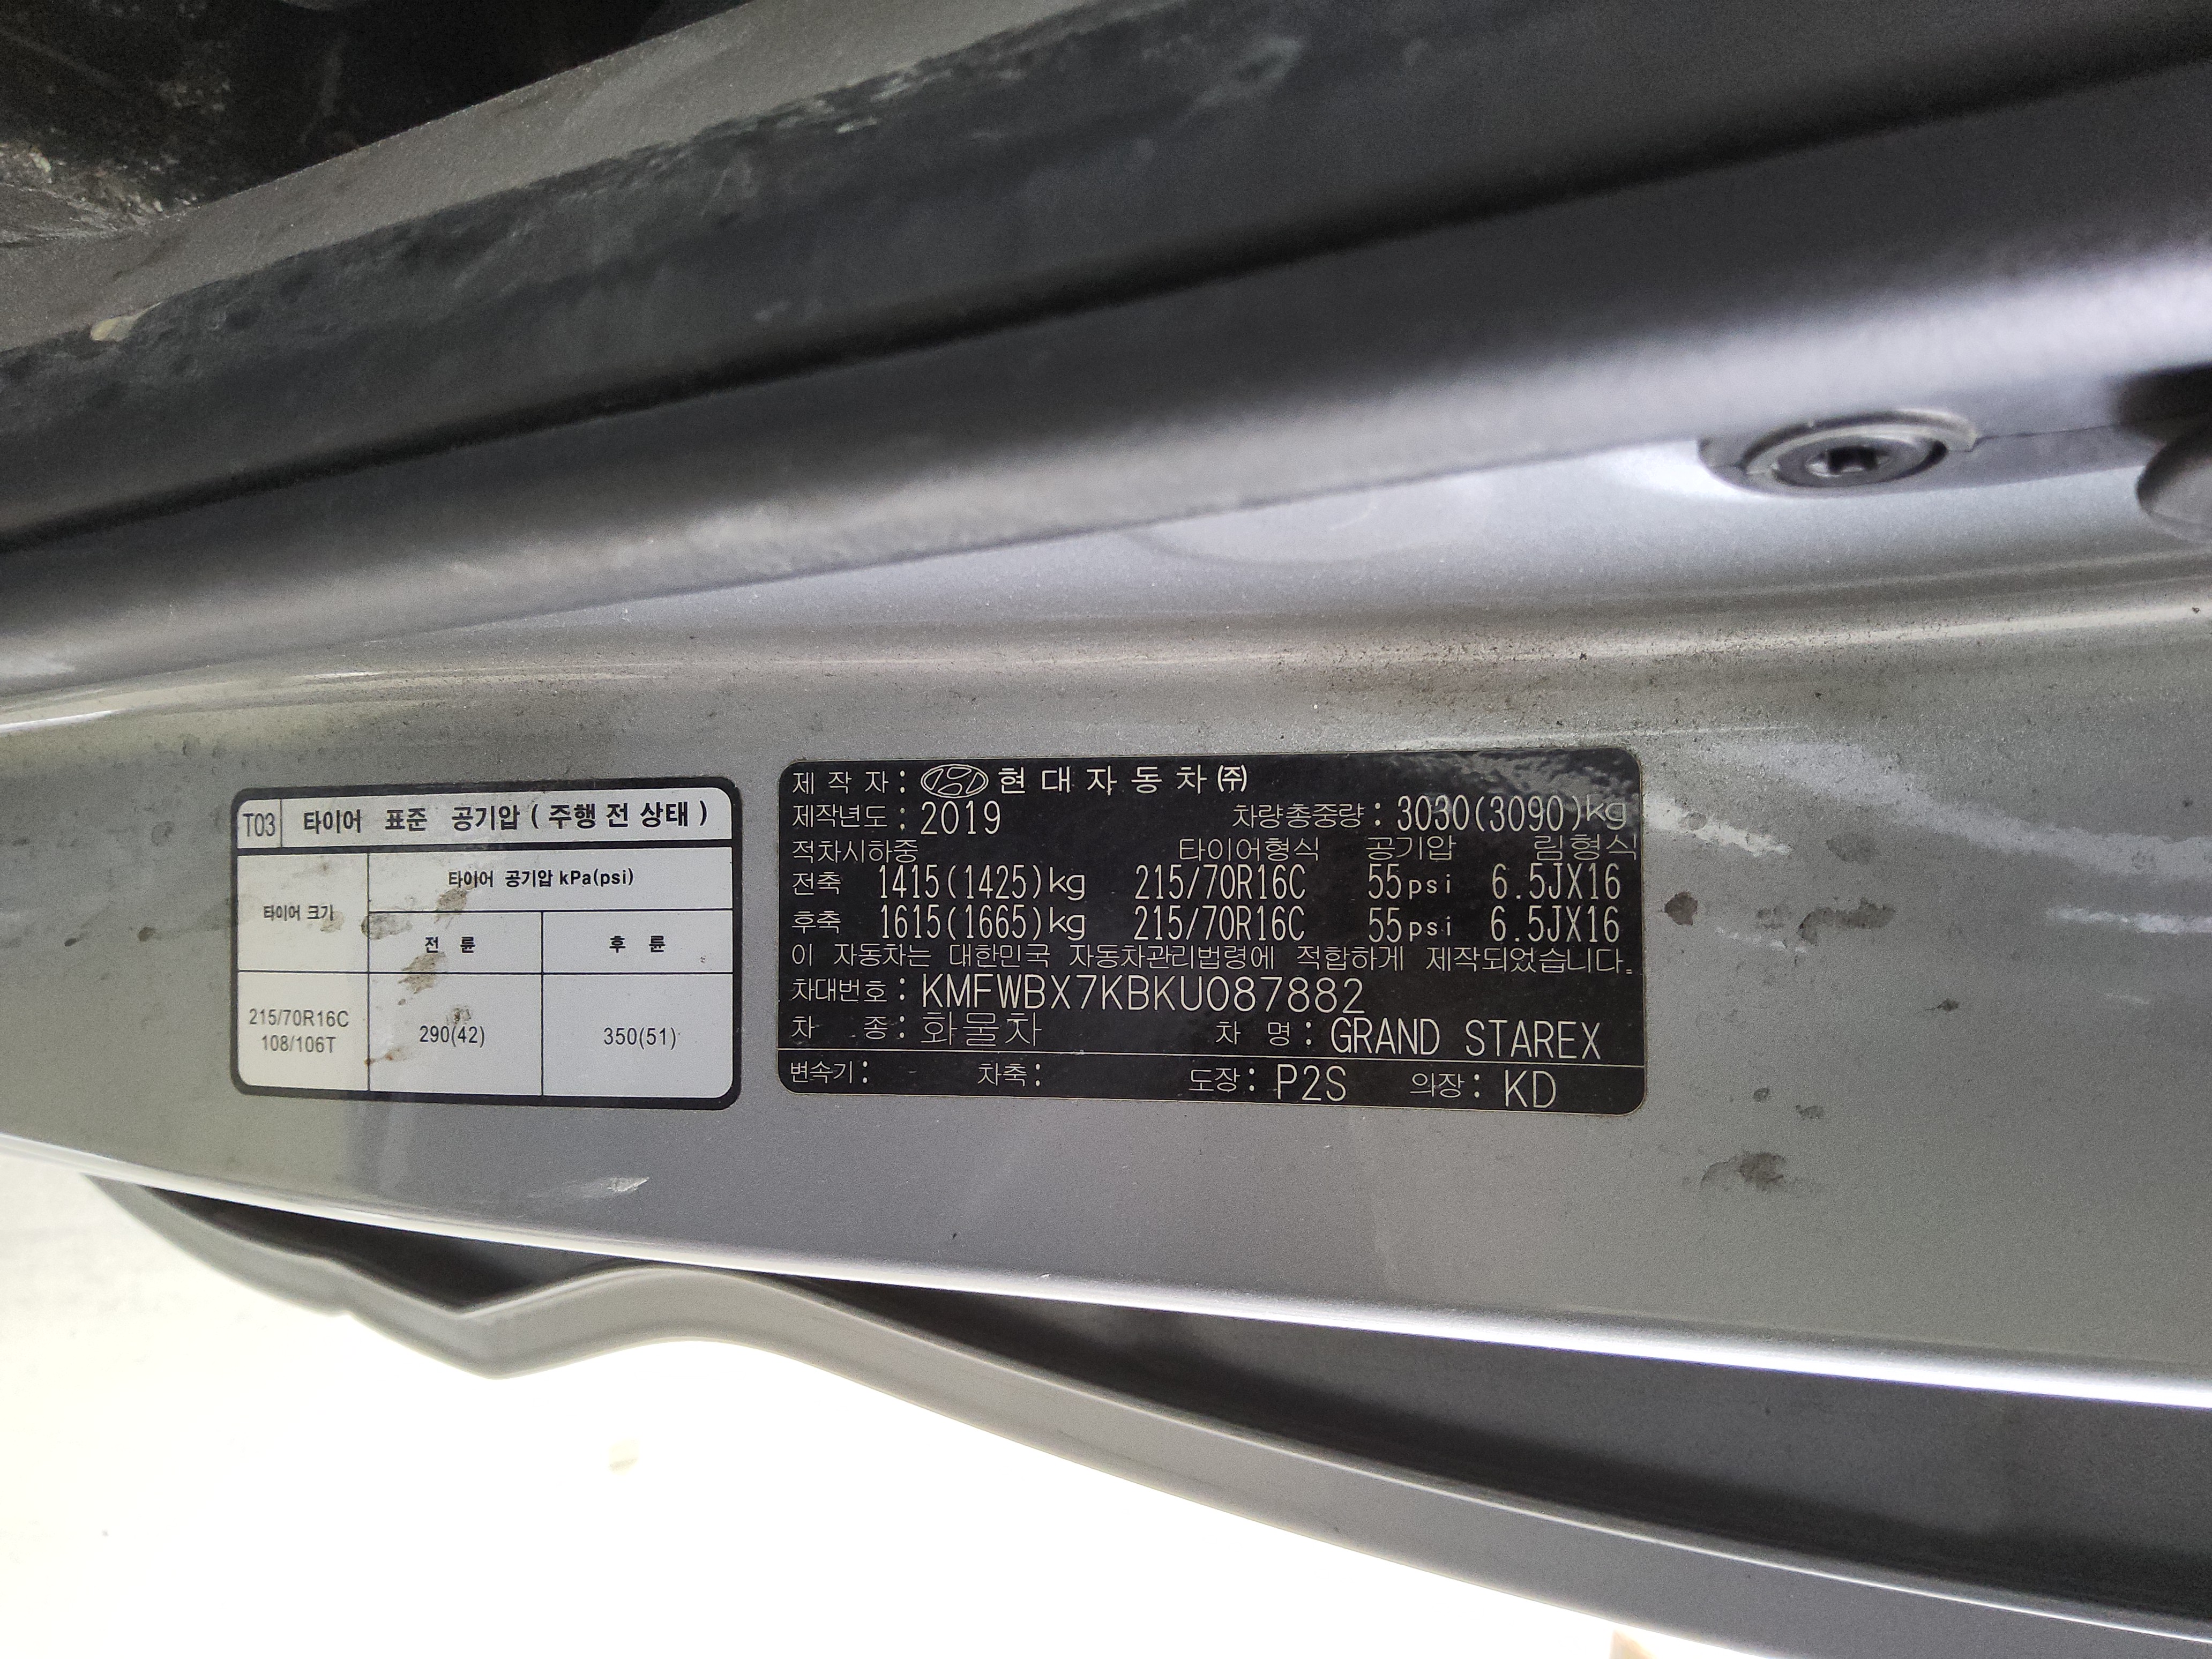 T03 타이어 표준 공기압 ( 주행 전 상태 )
타이어 크기
타이어 공기압 kPa(psi)
전 륜 후 륜
215/70R16C
108/106T
290(42) 350(51)
제 작 자 : 현 대 자 동 차 ㈜
제작년도 : 2019 차량총중량 : 3030(3090)kg
적차시하중 타이어형식 공기압 림형식
전축 1415(1425)kg 215/70R16C 55psi 6.5JX16
후축 1615(1665)kg 215/70R16C 55psi 6.5JX16
이 자동차는 대한민국 자동차관리법령에 적합하게 제작되었습니다.
차대번호 : KMFWBX7KBKU087882
차 종 : 화물차 차 명 : GRAND STAREX
변속기 : 차축 : 도장 : P2S 의장 : KD